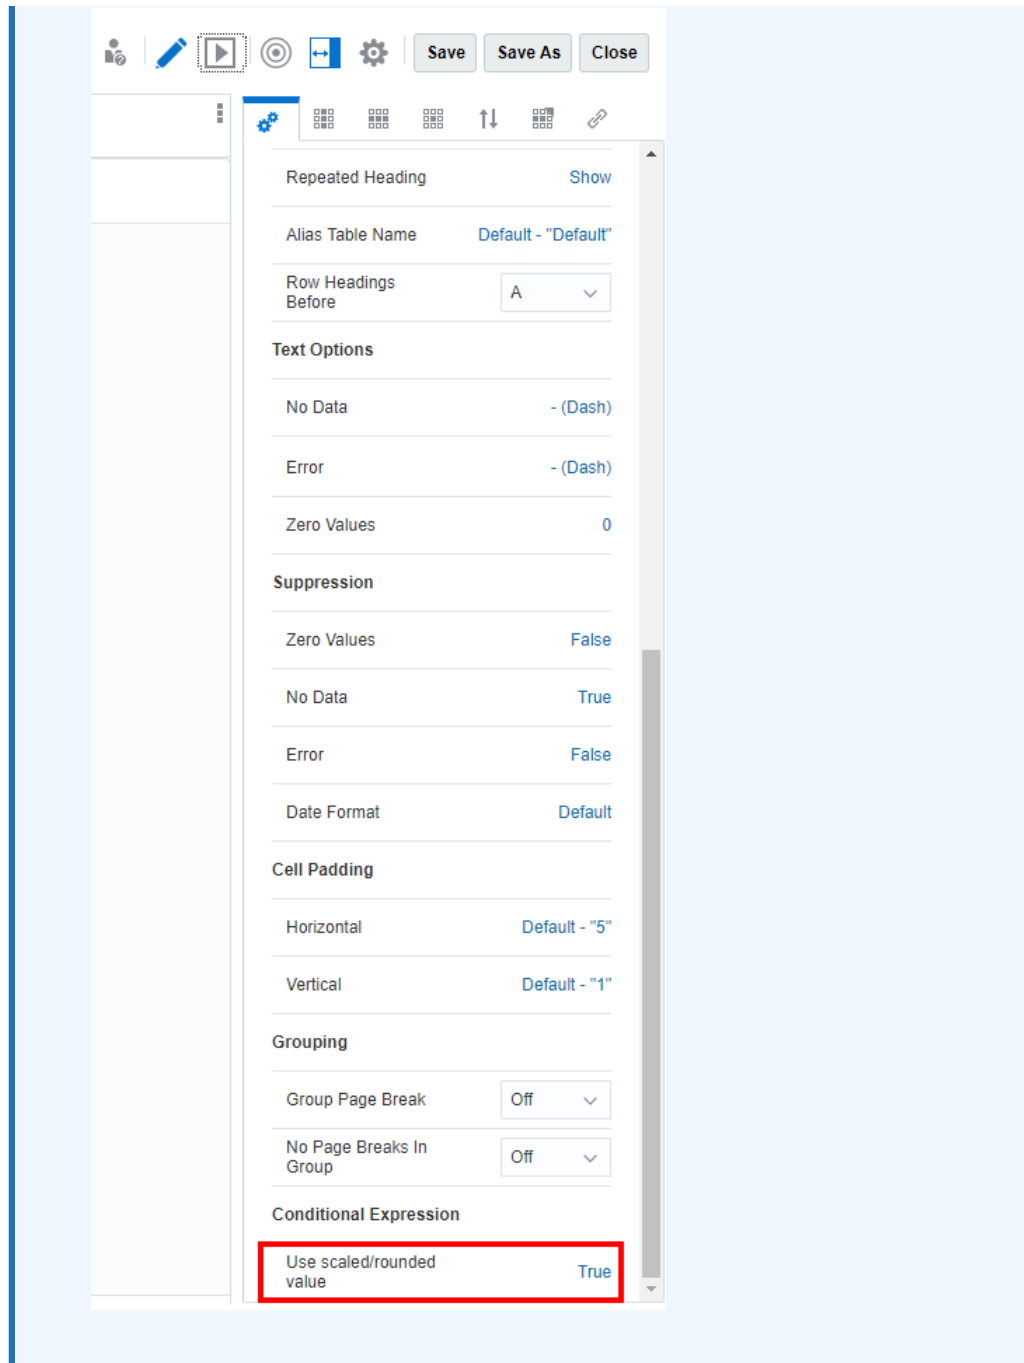 Save Save As Close
Repeated Heading Show
Alias Table Name Default - "Default"
Row Headings
Before A
Text Options
No Data - (Dash)
Error - (Dash)
Zero Values 0
Suppression
Zero Values False
No Data True
Error False
Date Format Default
Cell Padding
Horizontal Default - "5"
Vertical Default - "1"
Grouping
Group Page Break Off
No Page Breaks In
Group Off
Conditional Expression
Use scaled/rounded
value True